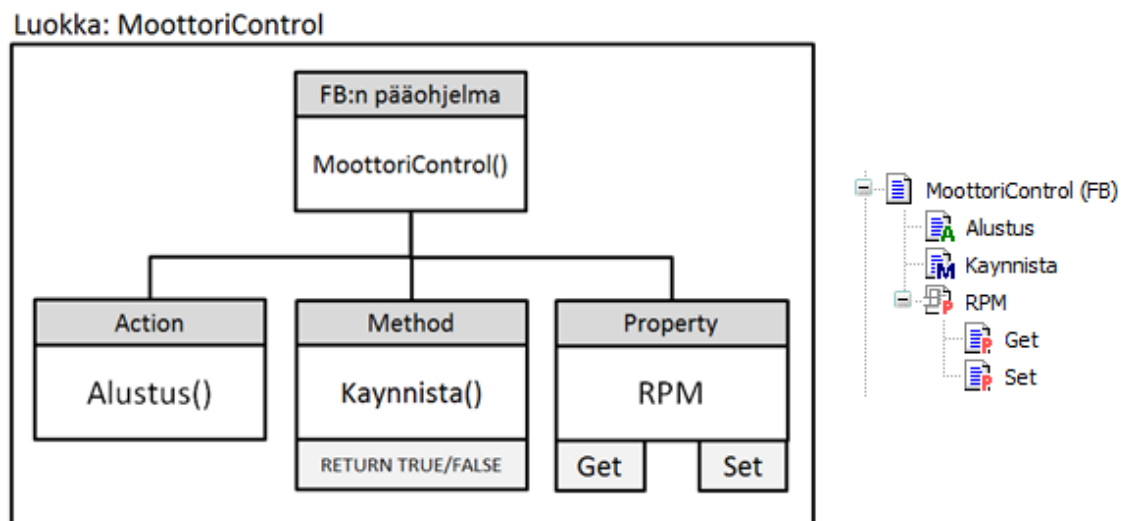 Luokka: MoottoriControl
FB:n pääohjelma
MoottoriControl()
Action
Alustus()
Method
Kaynnista()
RETURN TRUE/FALSE
Property
RPM
Get
Set
MoottoriControl (FB)
Alustus
Kaynnista
RPM
Get
Set